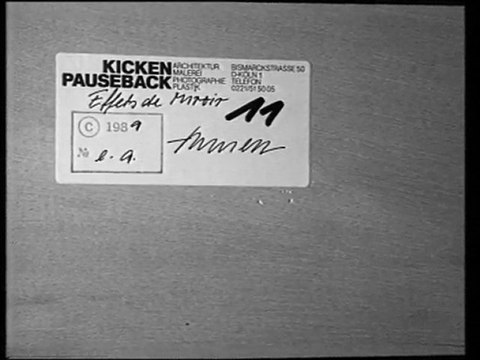 KICKEN
PAUSEBACK
ARCHITEKTUR
MALEREI
PHOTOGRAPHIE
PLASTIK
BISMARCKSTRASSE 50
D-KÖLN 1
TELEFON
0221/51 50 05
Effets de Miroir
11
© 1989
№ e.a.